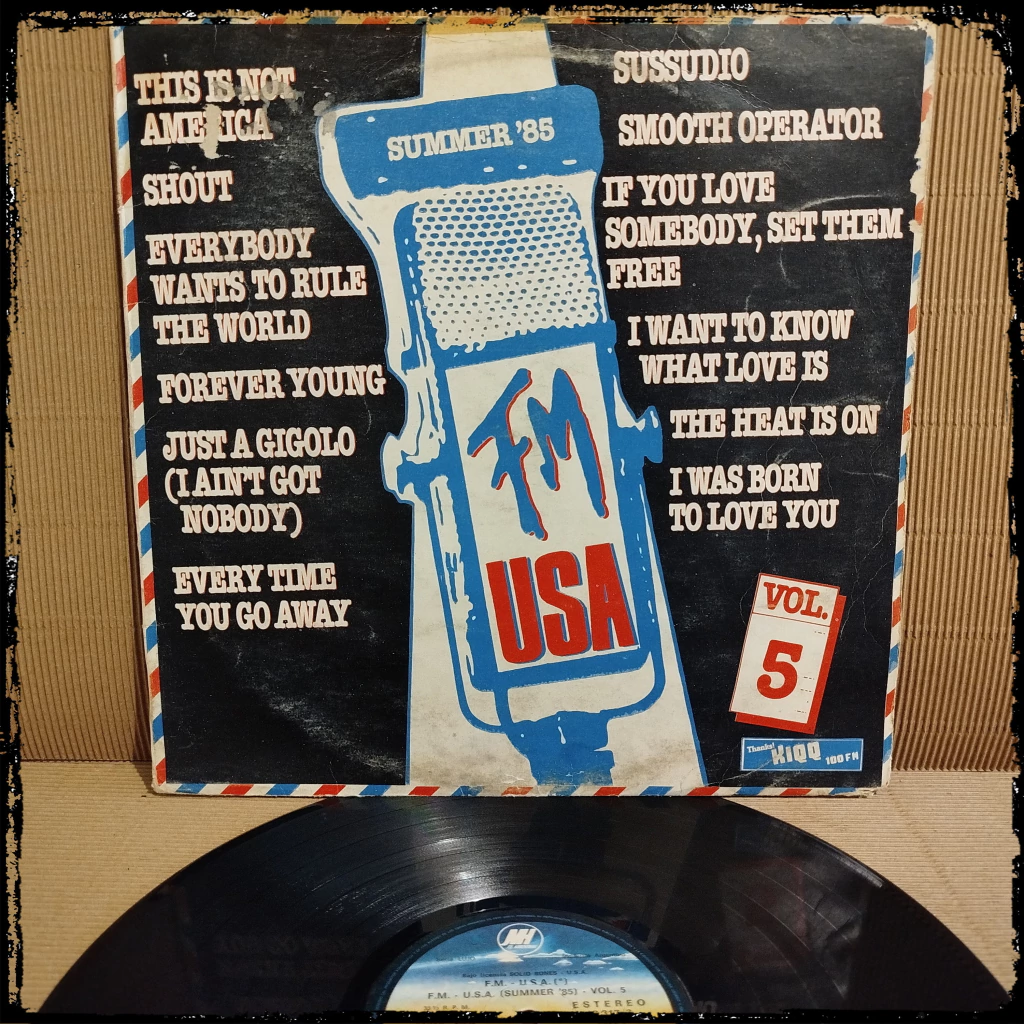 THIS IS NOT
AMERICA
SHOUT
EVERYBODY
WANTS TO RULE
THE WORLD
FOREVER YOUNG
JUST A GIGOLO
(I AIN'T GOT
NOBODY)
EVERY TIME
YOU GO AWAY
SUMMER '85
FM
USA
SUSSUDIO
SMOOTH OPERATOR
IF YOU LOVE
SOMEBODY, SET THEM
FREE
I WANT TO KNOW
WHAT LOVE IS
THE HEAT IS ON
I WAS BORN
TO LOVE YOU
VOL.
5
Thanks!
KIQQ 100 FM
MH
F.M. - U.S.A. (*)
F.M. - U.S.A. (SUMMER '85) - VOL. 5
ESTEREO